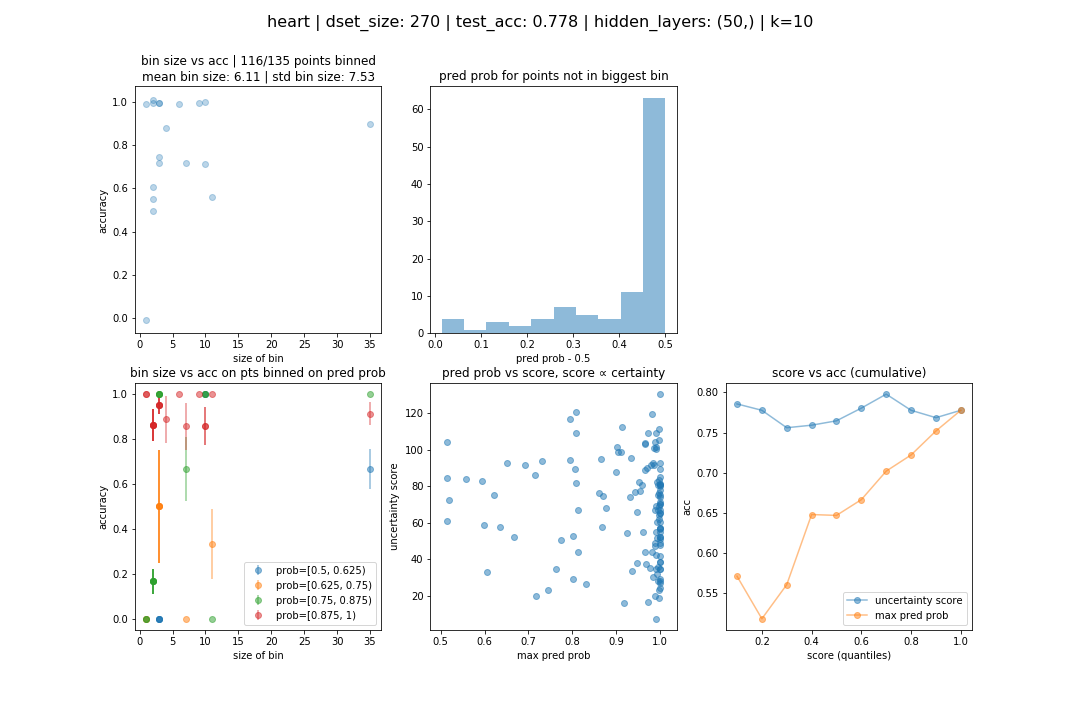 heart | dset_size: 270 | test_acc: 0.778 | hidden_layers: (50,) | k=10
bin size vs acc | 116/135 points binned
mean bin size: 6.11 | std bin size: 7.53
accuracy
1.0
0.8
0.6
0.4
0.2
0.0
0
5
10
15
20
25
30
35
size of bin
pred prob for points not in biggest bin
60
50
40
30
20
10
0
0.0
0.1
0.2
0.3
0.4
0.5
pred prob - 0.5
bin size vs acc on pts binned on pred prob
accuracy
1.0
0.8
0.6
0.4
0.2
0.0
prob=[0.5, 0.625)
prob=[0.625, 0.75)
prob=[0.75, 0.875)
prob=[0.875, 1)
0
5
10
15
20
25
30
35
size of bin
pred prob vs score, score ∝ certainty
uncertainty score
120
100
80
60
40
20
0.5
0.6
0.7
0.8
0.9
1.0
max pred prob
score vs acc (cumulative)
acc
0.80
0.75
0.70
0.65
0.60
0.55
uncertainty score
max pred prob
0.2
0.4
0.6
0.8
1.0
score (quantiles)